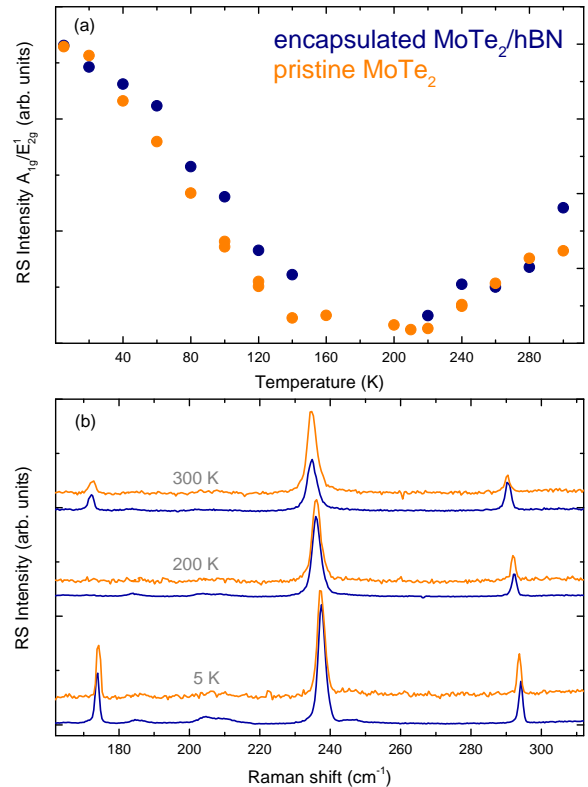 (a)
encapsulated MoTe₂/hBN
pristine MoTe₂
RS Intensity A₁g/E¹₂g (arb. units)
40 80 120 160 200 240 280
Temperature (K)
(b)
300 K
200 K
5 K
RS Intensity (arb. units)
180 200 220 240 260 280 300
Raman shift (cm⁻¹)